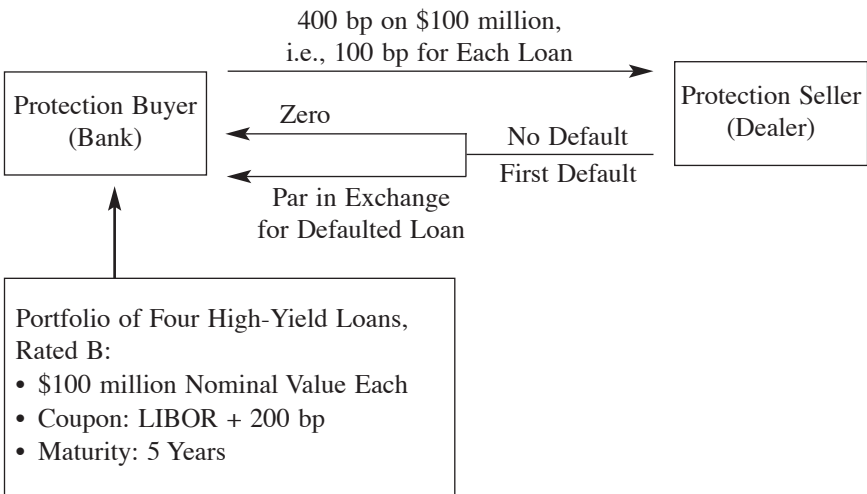 400 bp on $100 million,
i.e., 100 bp for Each Loan
Protection Buyer
(Bank)
Protection Seller
(Dealer)
Zero
No Default
First Default
Par in Exchange
for Defaulted Loan
Portfolio of Four High-Yield Loans,
Rated B:
• $100 million Nominal Value Each
• Coupon: LIBOR + 200 bp
• Maturity: 5 Years